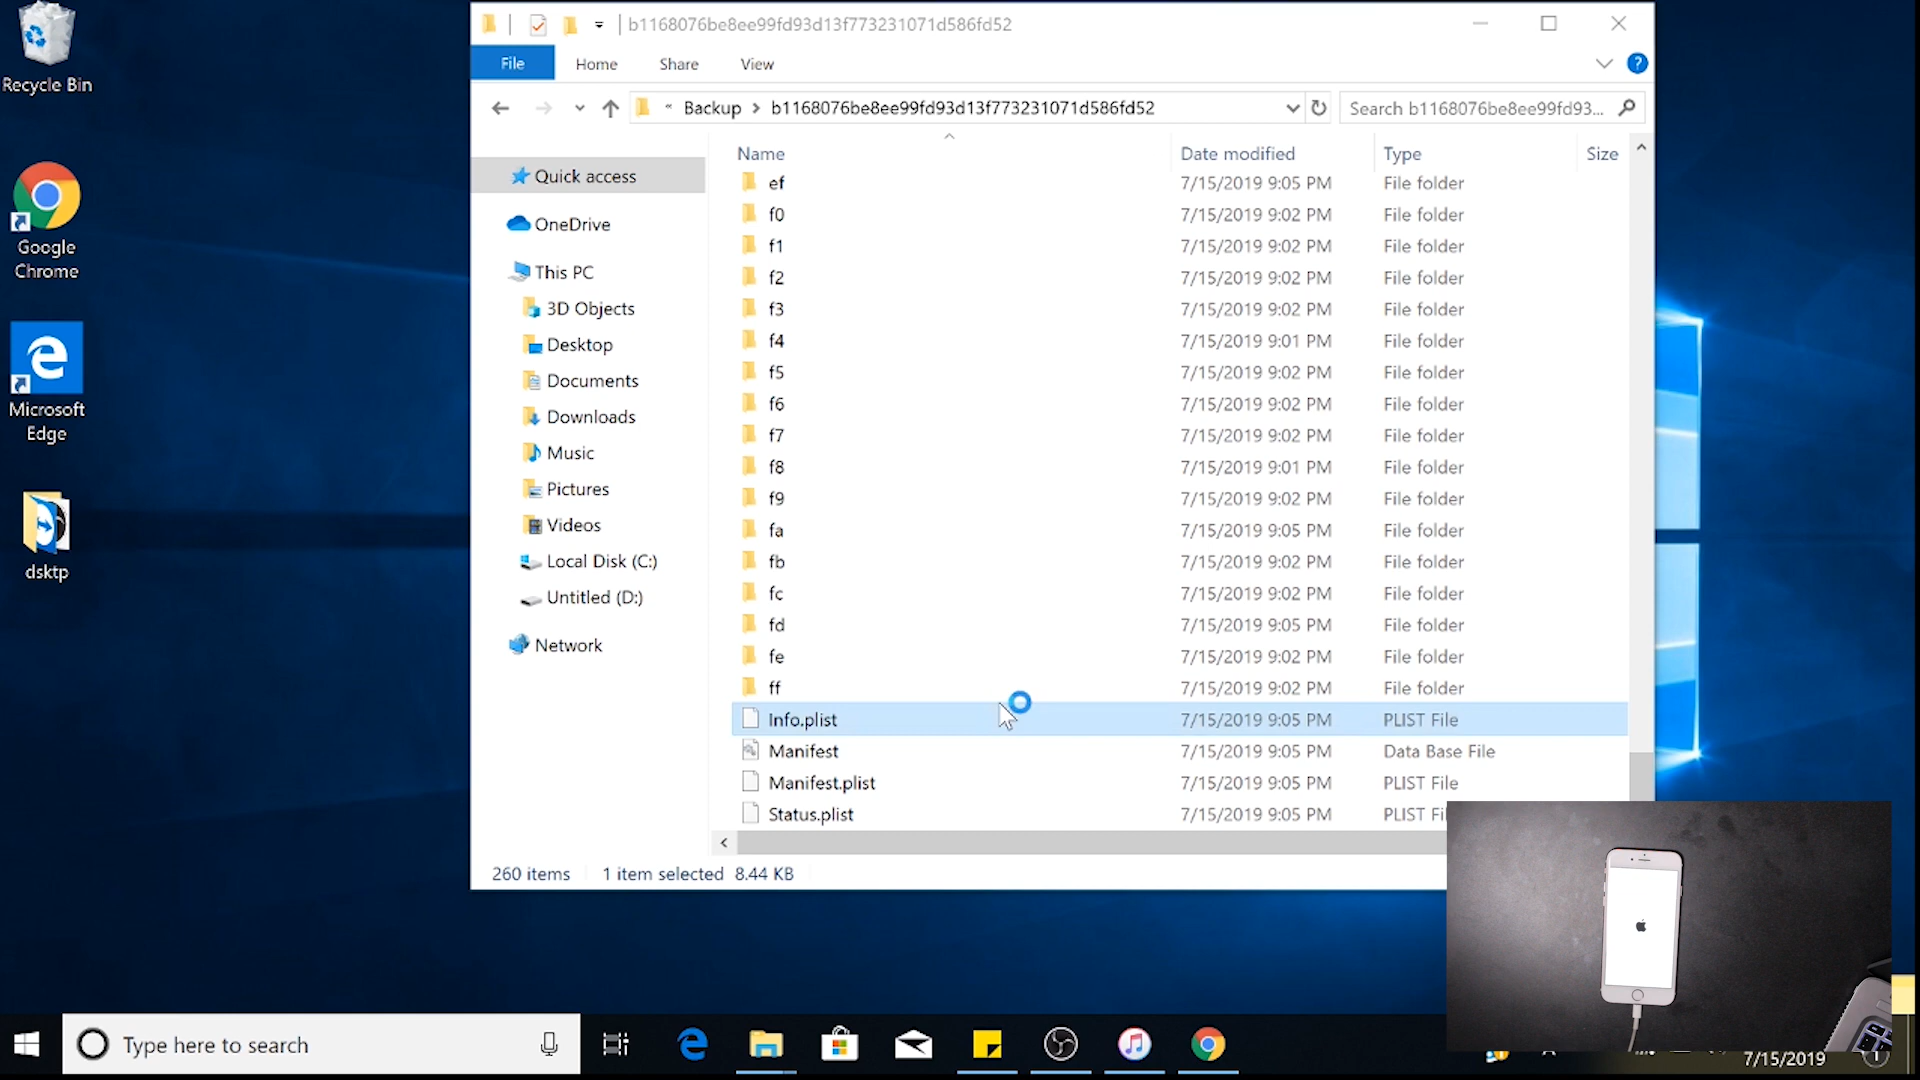 b1168076be8ee99fd93d13f773231071d586fd52
File Home Share View
« Backup > b1168076be8ee99fd93d13f773231071d586fd52
Search b1168076be8ee99fd93...
Name Date modified Type Size
ef 7/15/2019 9:05 PM File folder
f0 7/15/2019 9:02 PM File folder
f1 7/15/2019 9:02 PM File folder
f2 7/15/2019 9:02 PM File folder
f3 7/15/2019 9:02 PM File folder
f4 7/15/2019 9:01 PM File folder
f5 7/15/2019 9:02 PM File folder
f6 7/15/2019 9:02 PM File folder
f7 7/15/2019 9:02 PM File folder
f8 7/15/2019 9:01 PM File folder
f9 7/15/2019 9:02 PM File folder
fa 7/15/2019 9:05 PM File folder
fb 7/15/2019 9:02 PM File folder
fc 7/15/2019 9:02 PM File folder
fd 7/15/2019 9:05 PM File folder
fe 7/15/2019 9:02 PM File folder
ff 7/15/2019 9:02 PM File folder
Info.plist 7/15/2019 9:05 PM PLIST File
Manifest 7/15/2019 9:05 PM Data Base File
Manifest.plist 7/15/2019 9:05 PM PLIST File
Status.plist 7/15/2019 9:05 PM PLIST
Quick access
OneDrive
This PC
3D Objects
Desktop
Documents
Downloads
Music
Pictures
Videos
Local Disk (C:)
Untitled (D:)
Network
260 items 1 item selected 8.44 KB
Recycle Bin
Google
Chrome
Microsoft
Edge
dsktp
Type here to search
7/15/2019